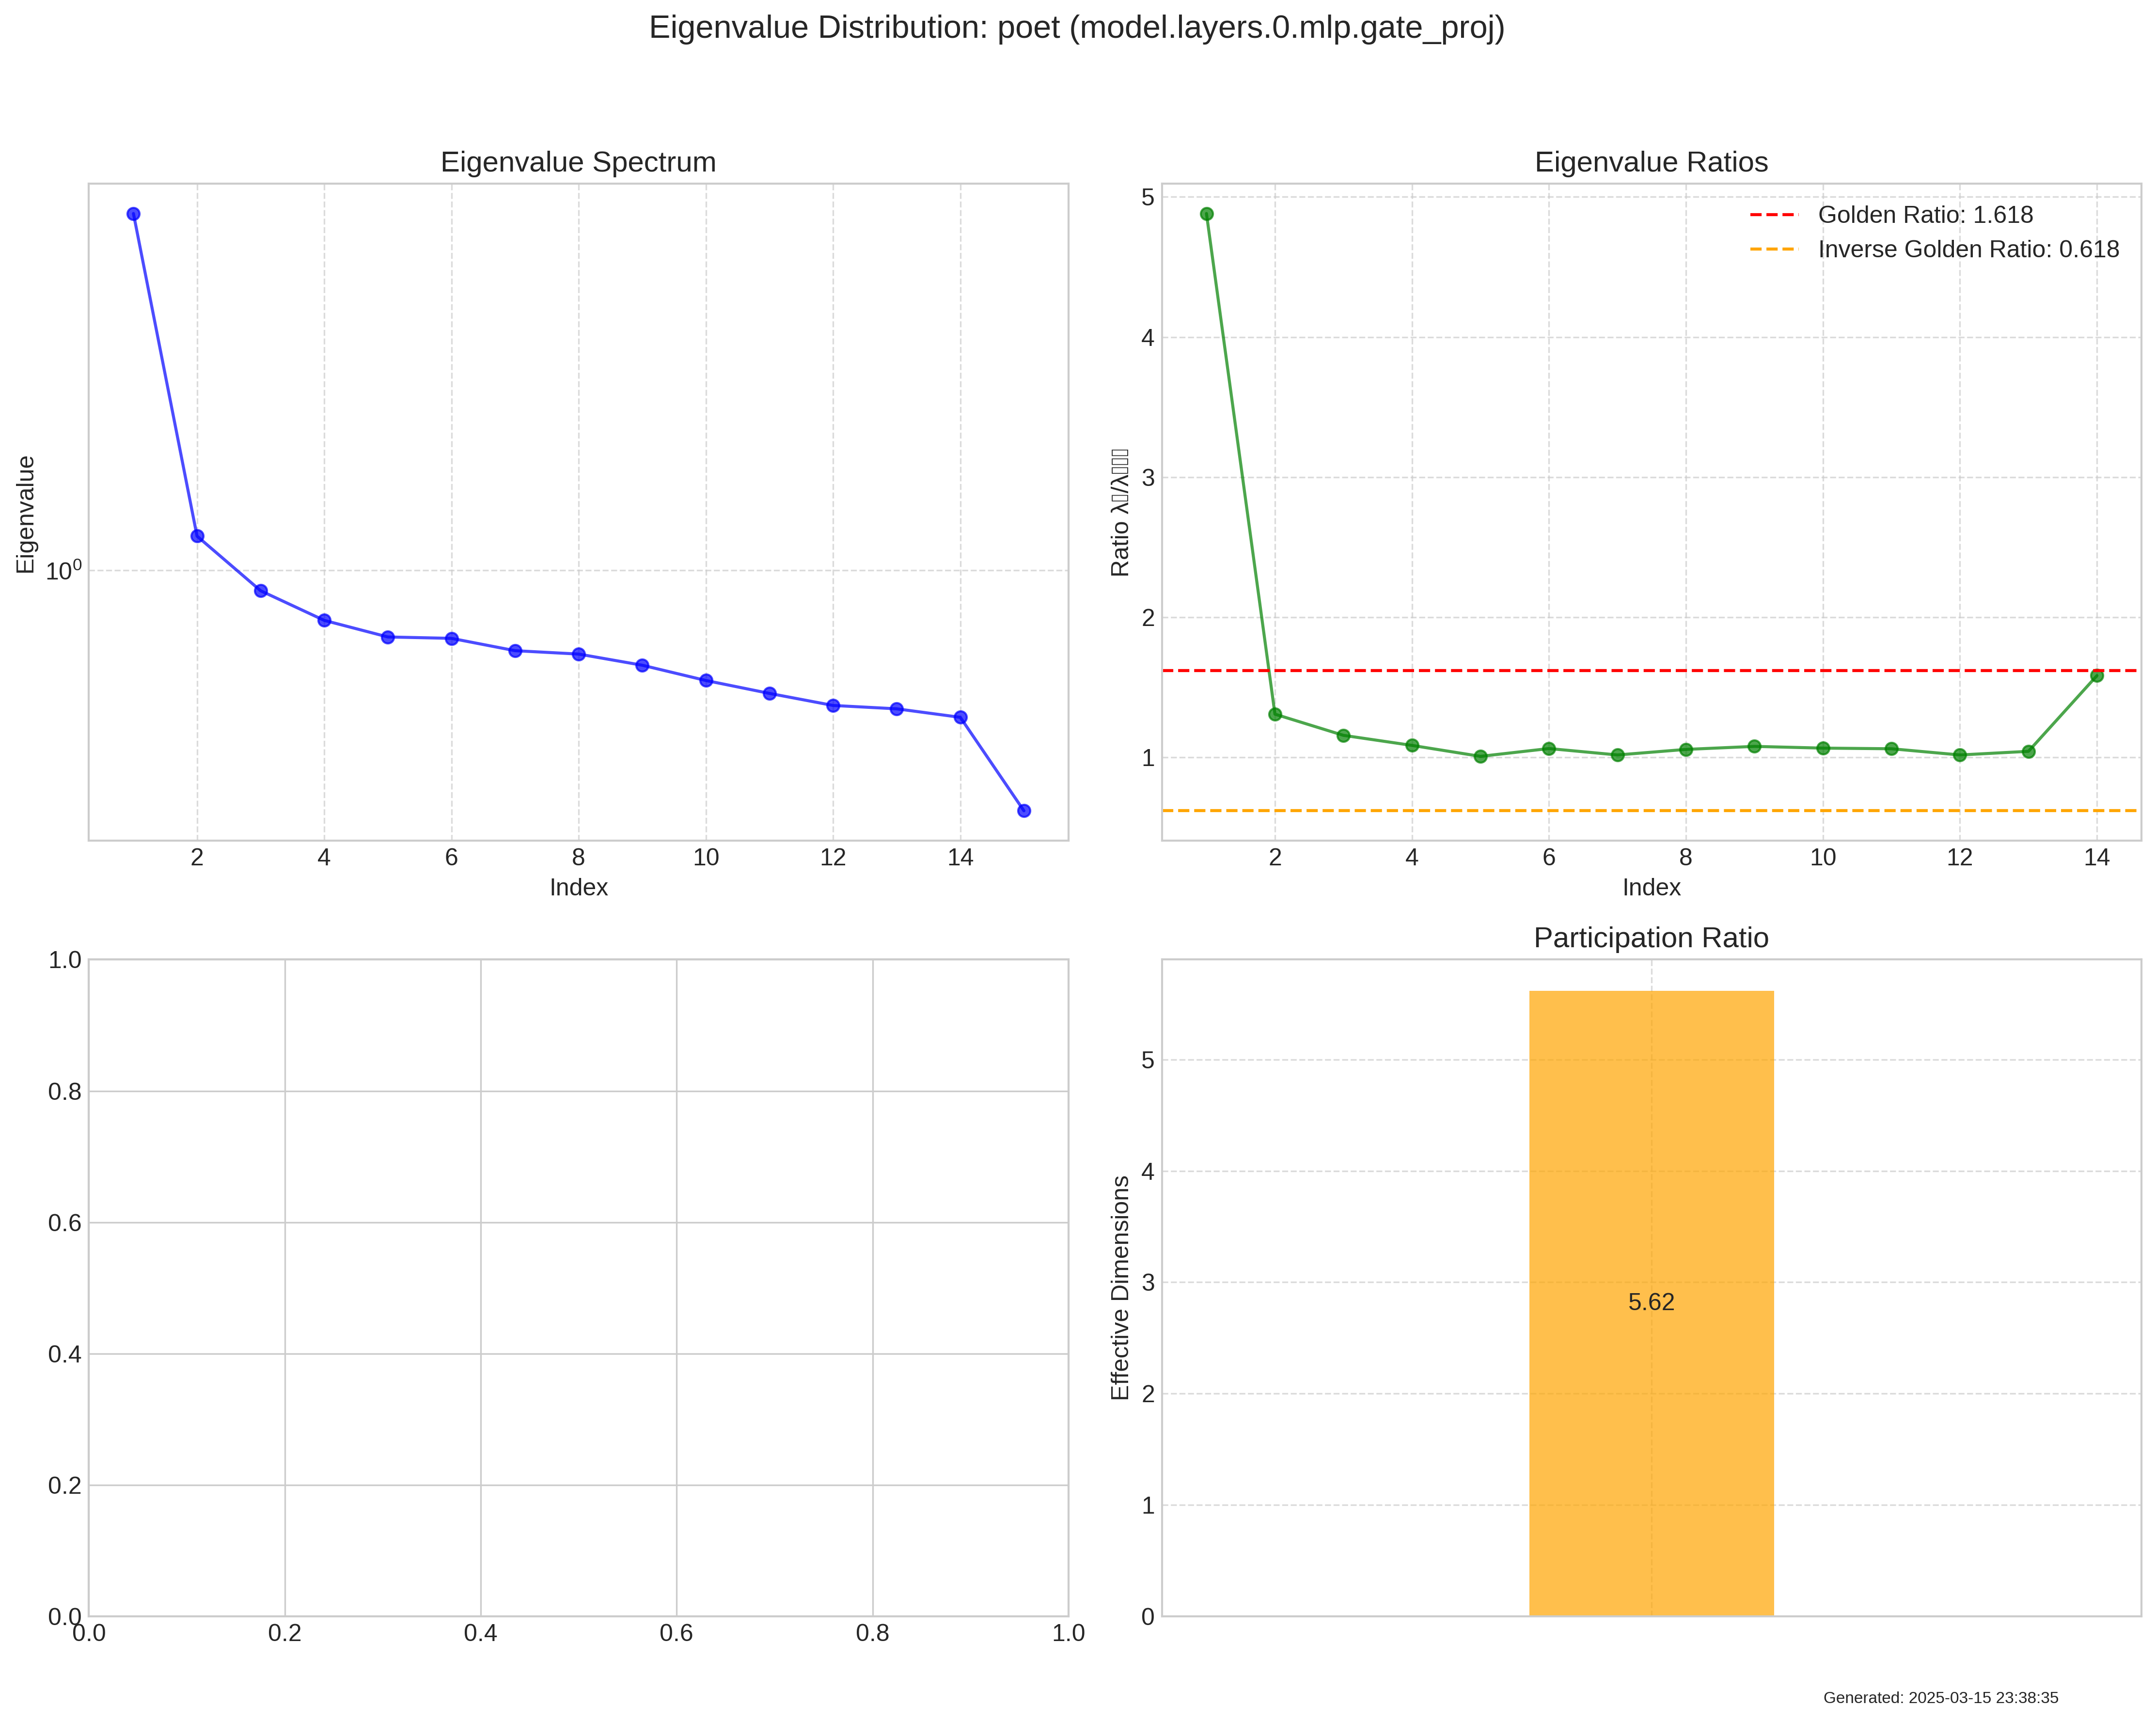 Eigenvalue Distribution: poet (model.layers.0.mlp.gate_proj)
Eigenvalue Spectrum
Eigenvalue
10⁰
2 4 6 8 10 12 14
Index
Eigenvalue Ratios
Golden Ratio: 1.618
Inverse Golden Ratio: 0.618
Ratio λ▯/λ▯▯▯
5
4
3
2
1
2 4 6 8 10 12 14
Index
1.0
0.8
0.6
0.4
0.2
0.0
0.0 0.2 0.4 0.6 0.8 1.0
Participation Ratio
Effective Dimensions
5
4
3
2
1
0
5.62
Generated: 2025-03-15 23:38:35